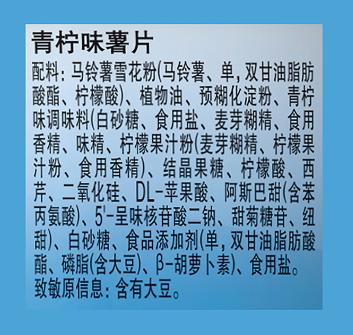 青柠味薯片
配料：马铃薯雪花粉(马铃薯、单，双甘油脂肪
酸酯、柠檬酸)、植物油、预糊化淀粉、青柠
味调味料(白砂糖、食用盐、麦芽糊精、食用
香精、味精、柠檬果汁粉(麦芽糊精、柠檬果
汁粉、食用香精)、结晶果糖、柠檬酸、西
芹、二氧化硅、DL-苹果酸、阿斯巴甜(含苯
丙氨酸)、5'-呈味核苷酸二钠、甜菊糖苷、纽
甜)、白砂糖、食品添加剂(单，双甘油脂肪酸
酯、磷脂(含大豆)、β-胡萝卜素)、食用盐。
致敏原信息：含有大豆。